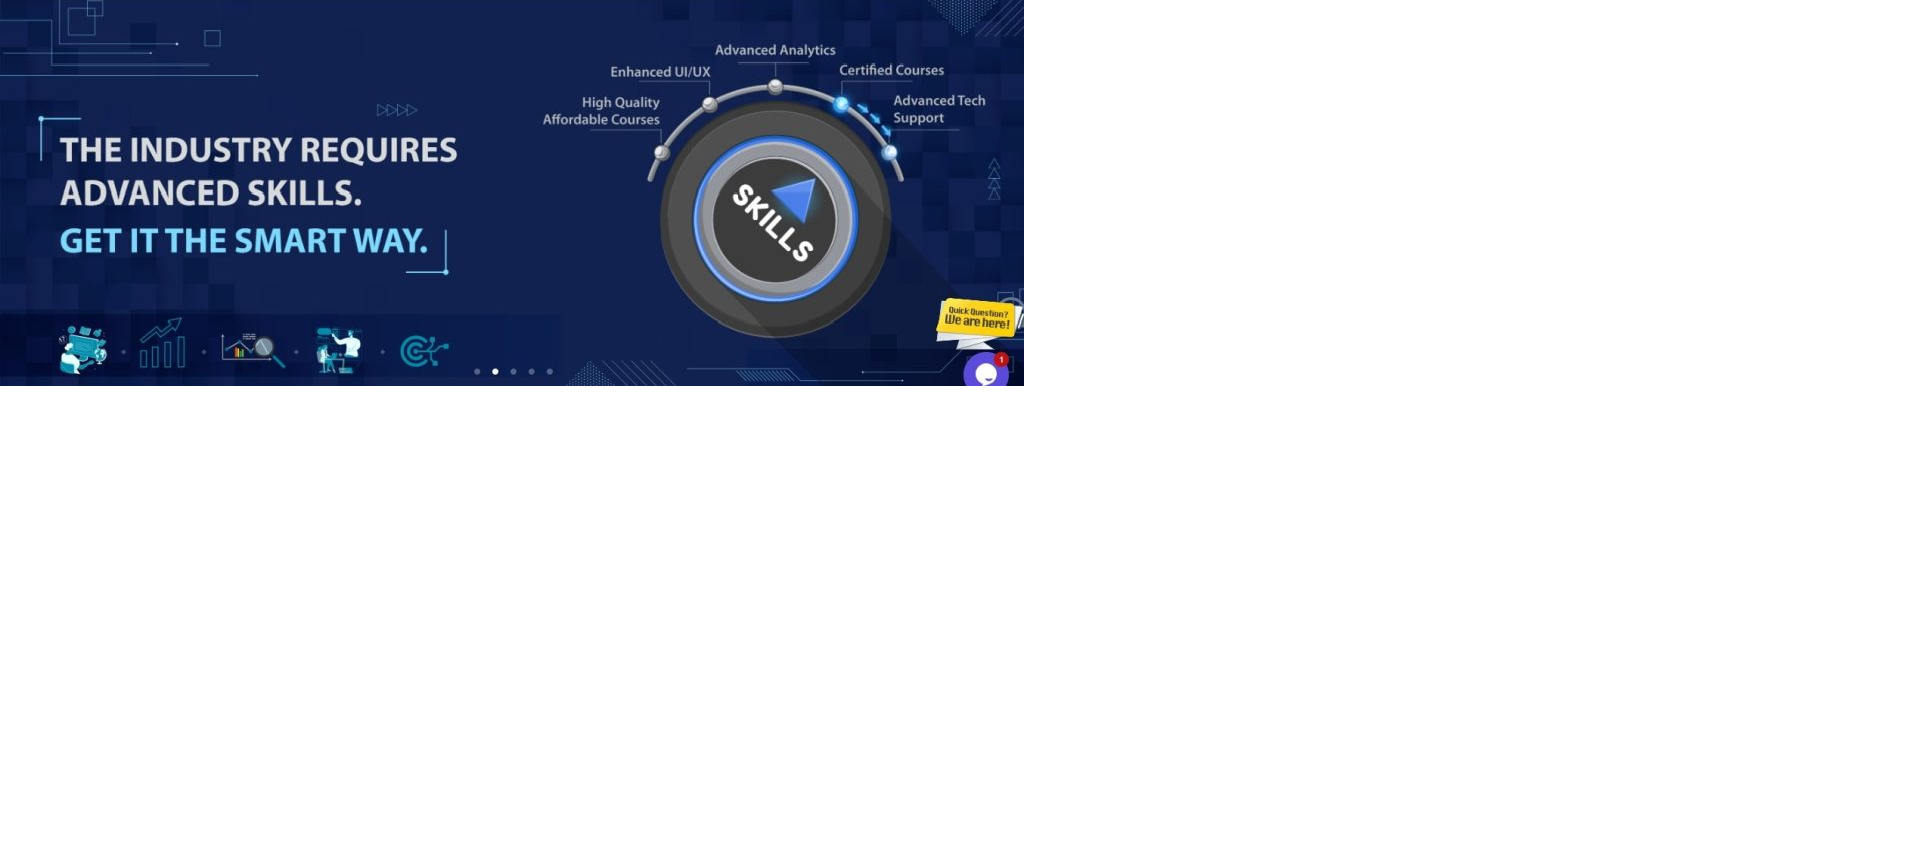 Advanced Analytics
Enhanced UI/UX
Certified Courses
High Quality
Affordable Courses
Advanced Tech
Support
THE INDUSTRY REQUIRES
ADVANCED SKILLS.
GET IT THE SMART WAY.
SKILLS
Quick Question?
We are here!
1